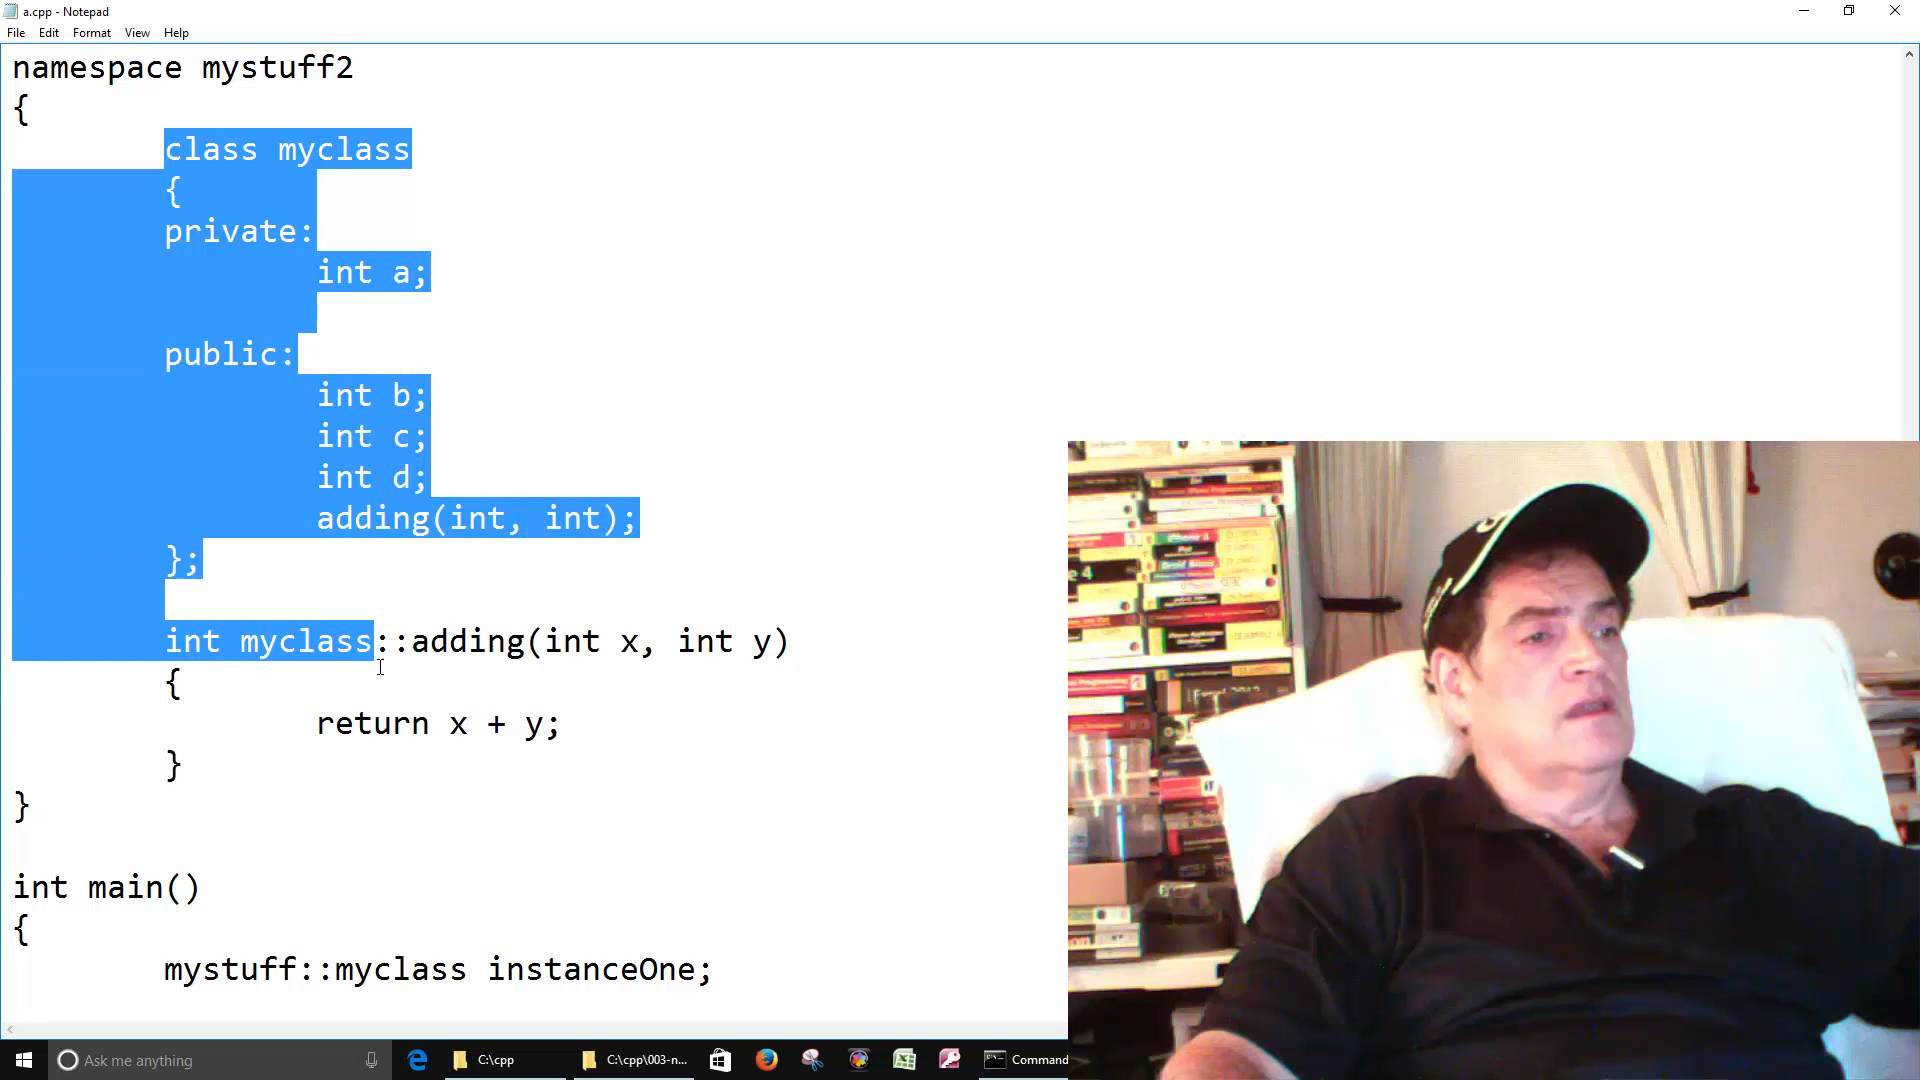 a.cpp - Notepad
File Edit Format View Help
namespace mystuff2
{
class myclass
{
private:
int a;
public:
int b;
int c;
int d;
adding(int, int);
};
int myclass::adding(int x, int y)
{
return x + y;
}
}
int main()
{
mystuff::myclass instanceOne;
Ask me anything
C:\cpp
C:\cpp\003-n...
Command